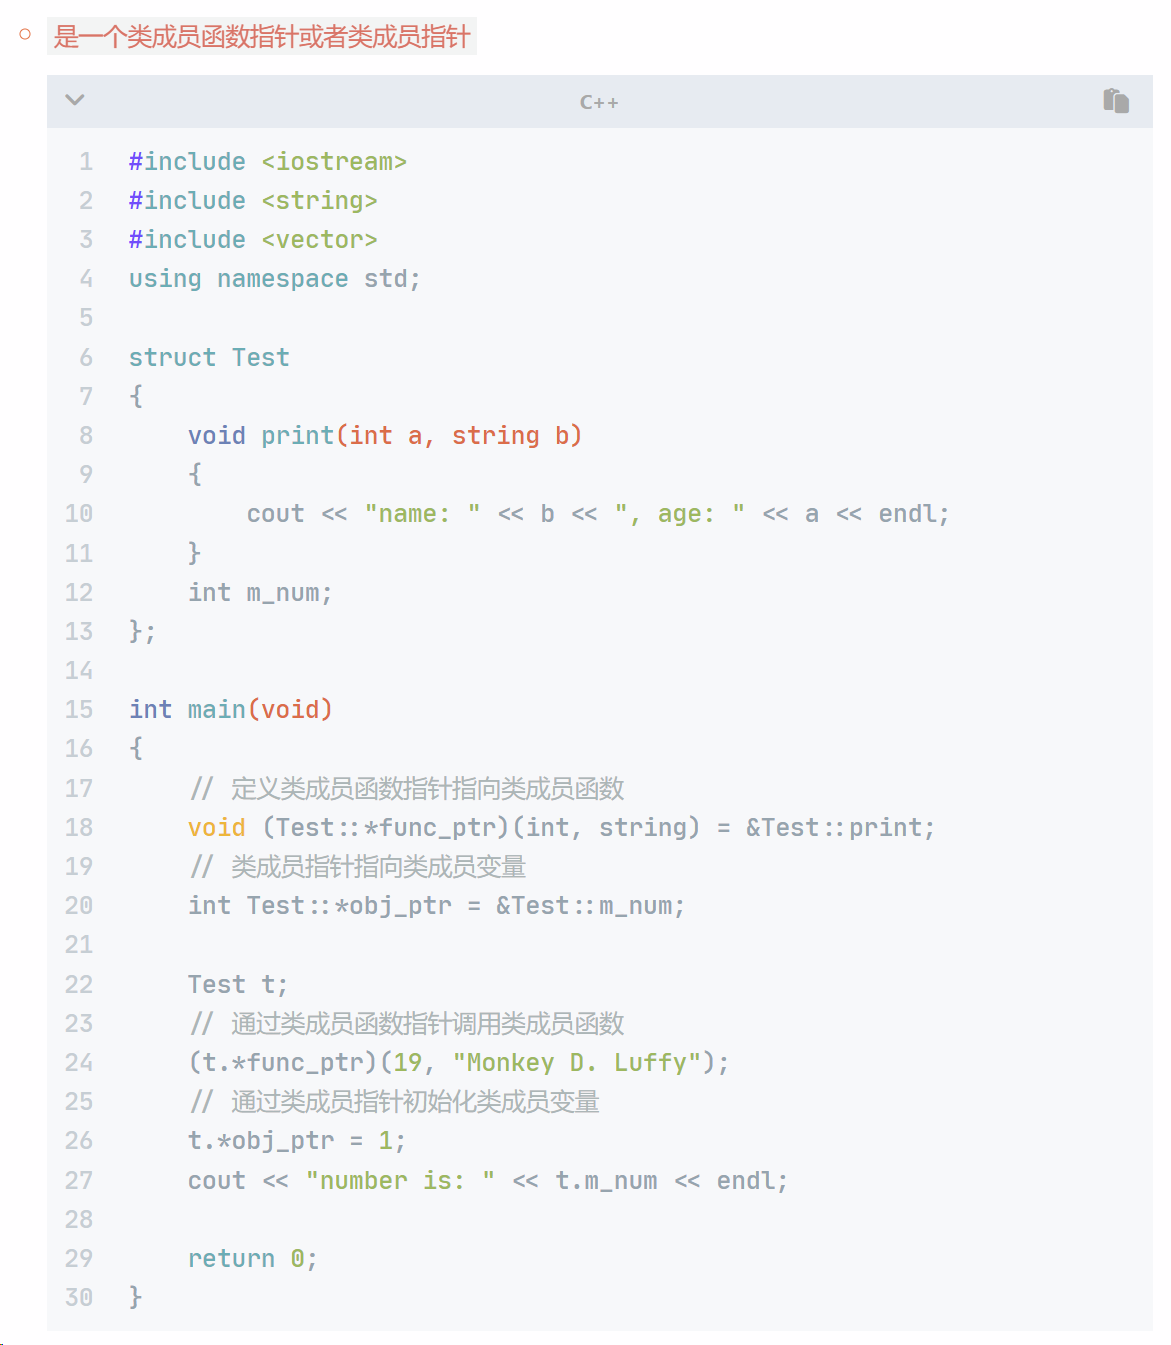 是一个类成员函数指针或者类成员指针
C++
1 #include <iostream>
2 #include <string>
3 #include <vector>
4 using namespace std;
5
6 struct Test
7 {
8     void print(int a, string b)
9     {
10         cout << "name: " << b << ", age: " << a << endl;
11     }
12     int m_num;
13 };
14
15 int main(void)
16 {
17     // 定义类成员函数指针指向类成员函数
18     void (Test::*func_ptr)(int, string) = &Test::print;
19     // 类成员指针指向类成员变量
20     int Test::*obj_ptr = &Test::m_num;
21
22     Test t;
23     // 通过类成员函数指针调用类成员函数
24     (t.*func_ptr)(19, "Monkey D. Luffy");
25     // 通过类成员指针初始化类成员变量
26     t.*obj_ptr = 1;
27     cout << "number is: " << t.m_num << endl;
28
29     return 0;
30 }